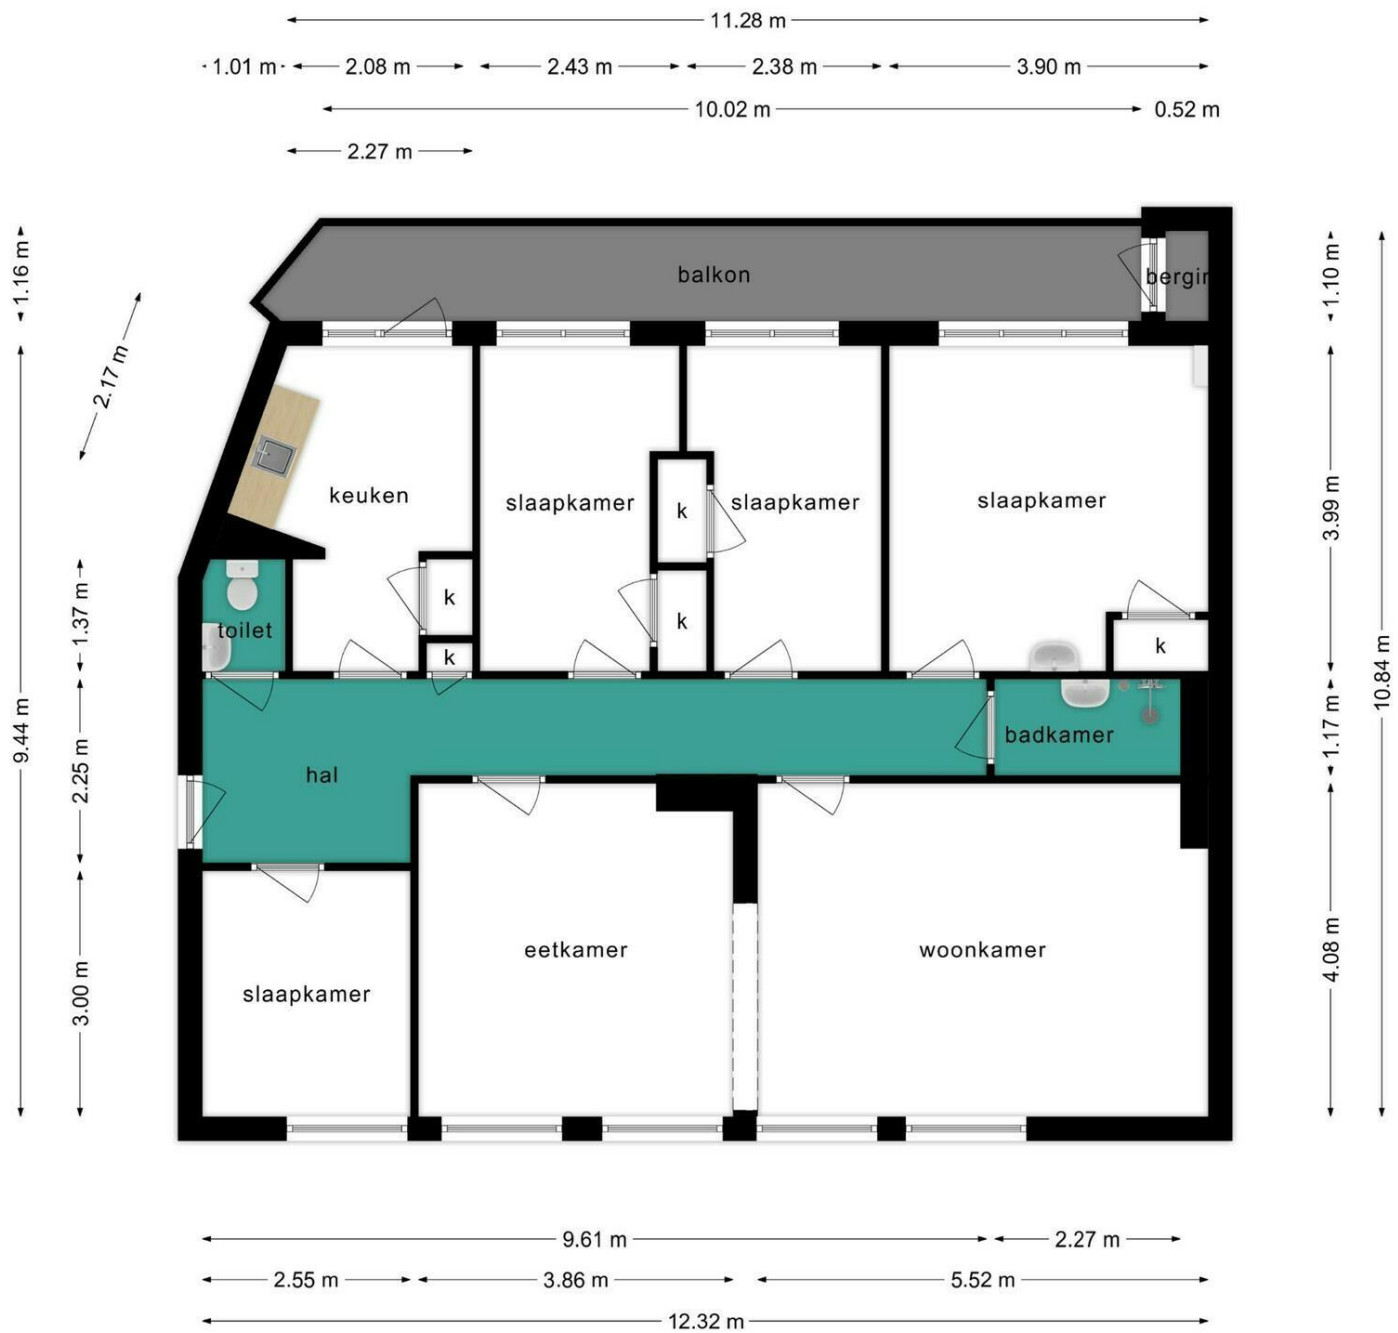 11.28 m
1.01 m
2.08 m
2.43 m
2.38 m
3.90 m
10.02 m
0.52 m
2.27 m
1.16 m
balkon
bergin
1.10 m
2.17 m
keuken
slaapkamer
k
slaapkamer
slaapkamer
3.99 m
k
k
k
k
toilet
1.37 m
9.44 m
10.84 m
hal
badkamer
2.25 m
1.17 m
eetkamer
woonkamer
slaapkamer
3.00 m
4.08 m
9.61 m
2.27 m
2.55 m
3.86 m
5.52 m
12.32 m